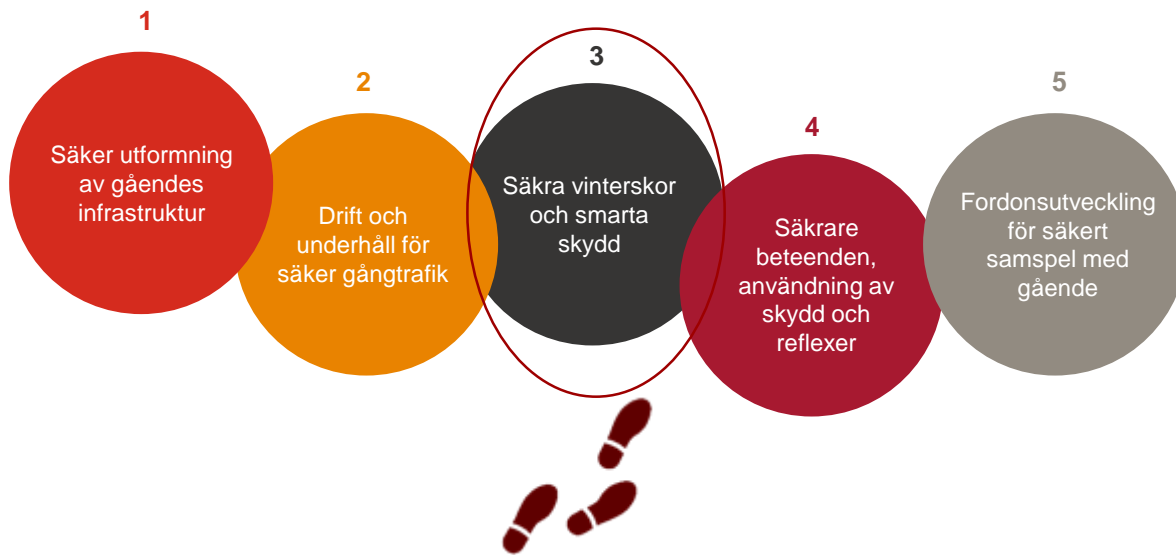 1
Säker utformning
av gåendes
infrastruktur
2
Drift och
underhåll för
säker gångtrafik
3
Säkra vinterskor
och smarta
skydd
4
Säkrare
beteenden,
användning av
skydd och
reflexer
5
Fordonsutveckling
för säkert
samspel med
gående